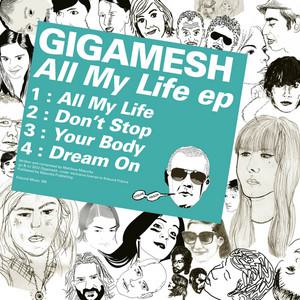 GIGAMESH
All My Life ep
1 : All My Life
2 : Don't Stop
3 : Your Body
4 : Dream On